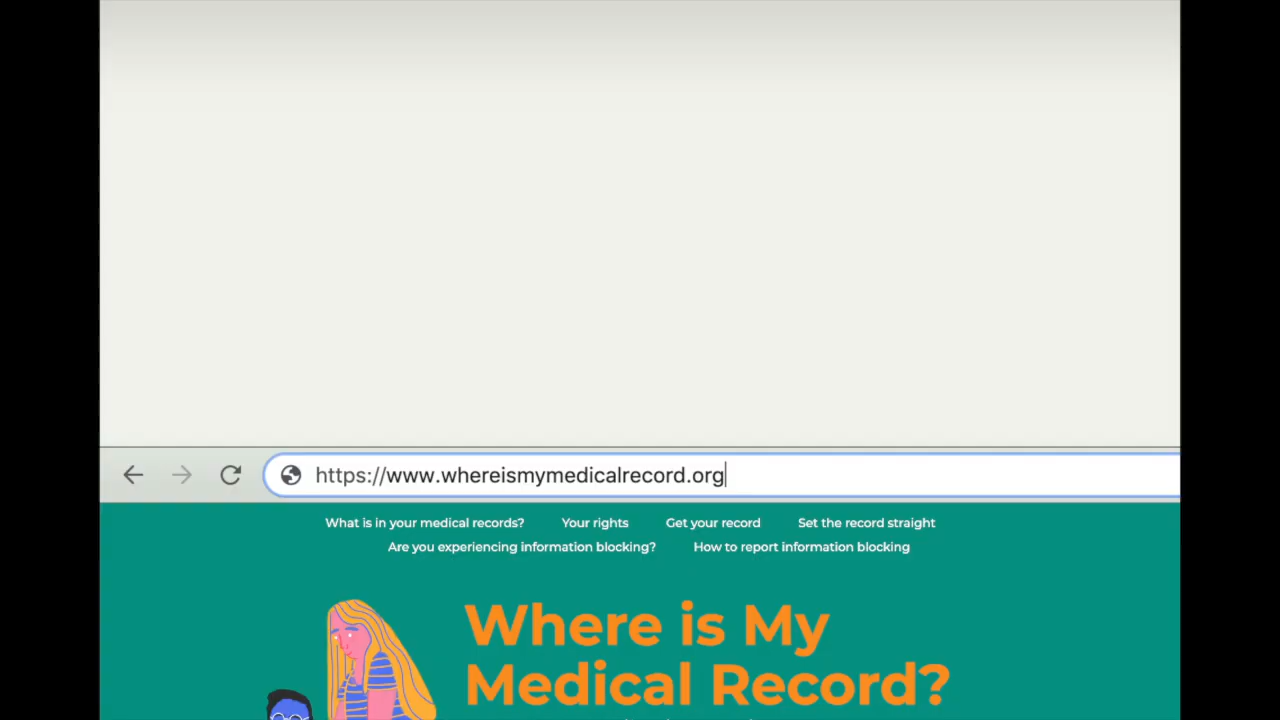 https://www.whereismymedicalrecord.org
What is in your medical records? Your rights Get your record Set the record straight
Are you experiencing information blocking? How to report information blocking
Where is My
Medical Record?